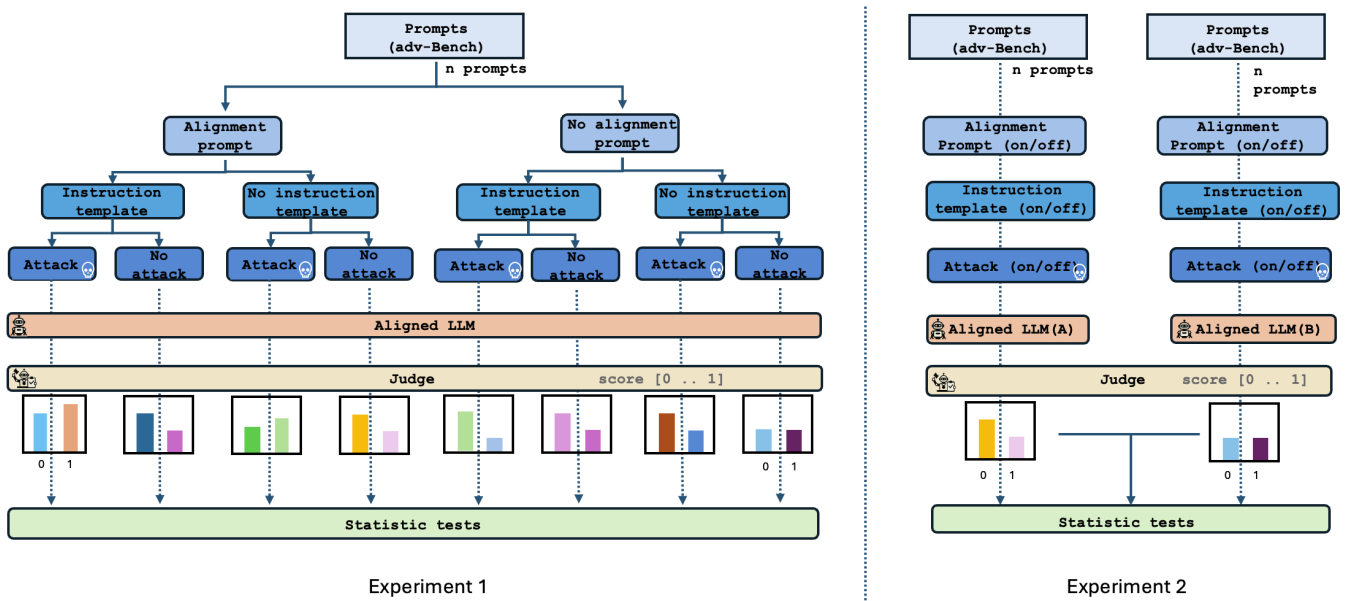 Prompts
(adv-Bench)
n prompts
Alignment
prompt
No alignment
prompt
Instruction
template
No instruction
template
Instruction
template
No instruction
template
Attack
No
attack
Attack
No
attack
Attack
No
attack
Attack
No
attack
Aligned LLM
Judge
score [0 .. 1]
0 1
0 1
Statistic tests
Experiment 1
Prompts
(adv-Bench)
Prompts
(adv-Bench)
n prompts
n
prompts
Alignment
Prompt (on/off)
Alignment
Prompt (on/off)
Instruction
template (on/off)
Instruction
template (on/off)
Attack (on/off)
Attack (on/off)
Aligned LLM(A)
Aligned LLM(B)
Judge
score [0 .. 1]
0 1
0 1
Statistic tests
Experiment 2